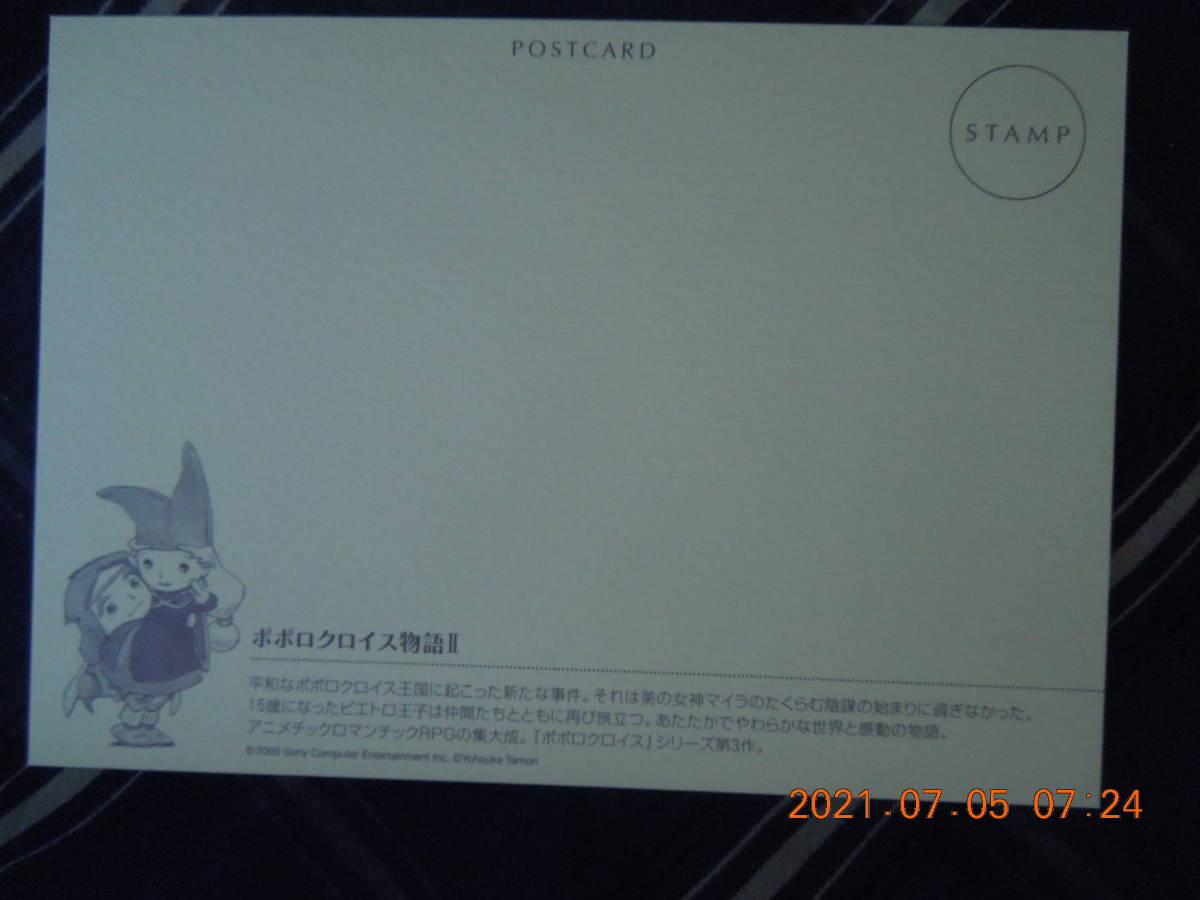 POSTCARD
STAMP
ポポロクロイス物語Ⅱ
平和なポポロクロイス王国に起こった新たな事件。それは美の女神マイラのたくらむ陰謀の始まりに過ぎなかった。
15歳になったピエトロ王子は仲間たちとともに再び旅立つ。あたたかでやわらかな世界と感動の物語。
アニメチックロマンチックRPGの集大成。『ポポロクロイス』シリーズ第3作。
©2000 Sony Computer Entertainment Inc. ©Yohsuke Tamori
2021.07.05 07:24